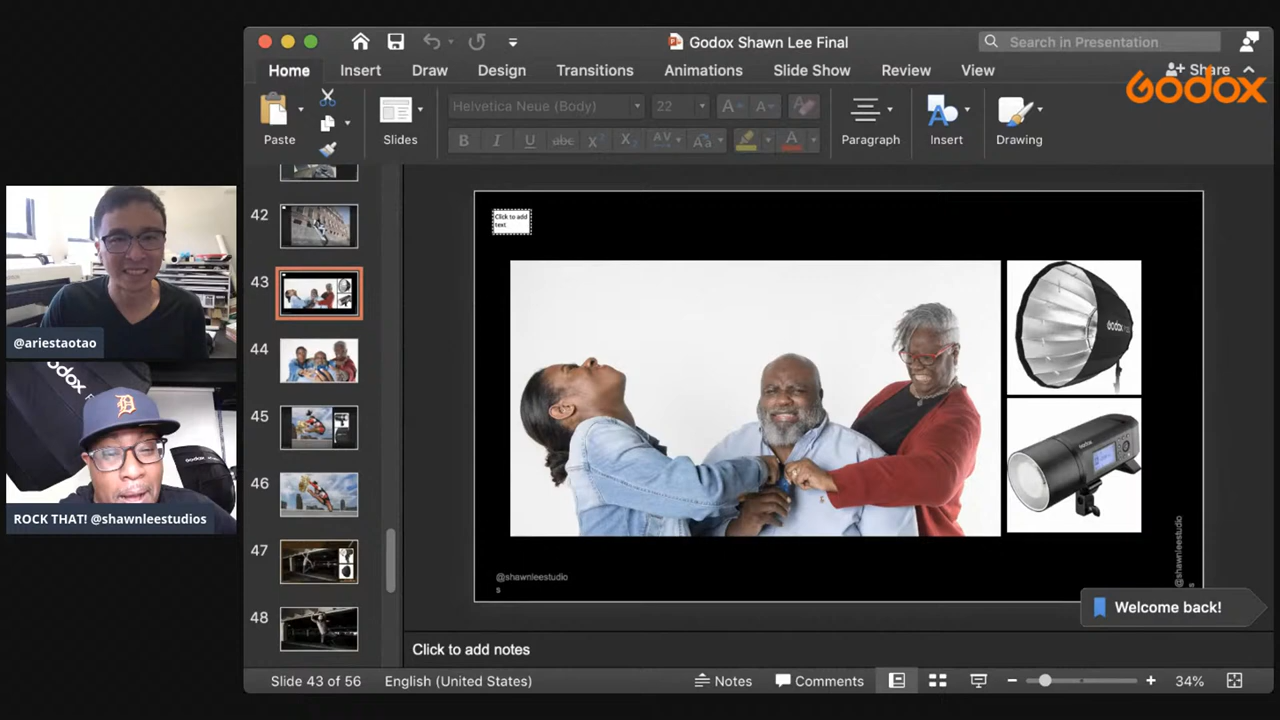 Godox Shawn Lee Final
Search in Presentation
Home Insert Draw Design Transitions Animations Slide Show Review View Share
Godox
Paste
Slides
Helvetica Neue (Body) 22
Paragraph
Insert
Drawing
42
43
44
45
46
47
48
@ariestaotao
ROCK THAT! @shawnleestudios
Click to add
text
Godox
Godox
@shawnleestudio
s
@shawnleestudio
s
Welcome back!
Click to add notes
Slide 43 of 56 English (United States) Notes Comments 34%